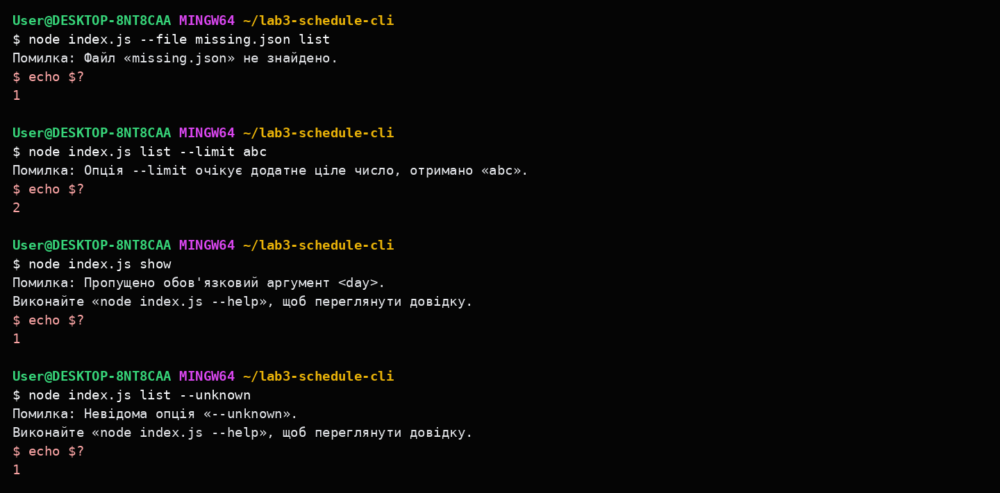 User@DESKTOP-8NT8CAA MINGW64 ~/lab3-schedule-cli
$ node index.js --file missing.json list
Помилка: Файл «missing.json» не знайдено.
$ echo $?
1
User@DESKTOP-8NT8CAA MINGW64 ~/lab3-schedule-cli
$ node index.js list --limit abc
Помилка: Опція --limit очікує додатне ціле число, отримано «abc».
$ echo $?
2
User@DESKTOP-8NT8CAA MINGW64 ~/lab3-schedule-cli
$ node index.js show
Помилка: Пропущено обов'язковий аргумент <day>.
Виконайте «node index.js --help», щоб переглянути довідку.
$ echo $?
1
User@DESKTOP-8NT8CAA MINGW64 ~/lab3-schedule-cli
$ node index.js list --unknown
Помилка: Невідома опція «--unknown».
Виконайте «node index.js --help», щоб переглянути довідку.
$ echo $?
1